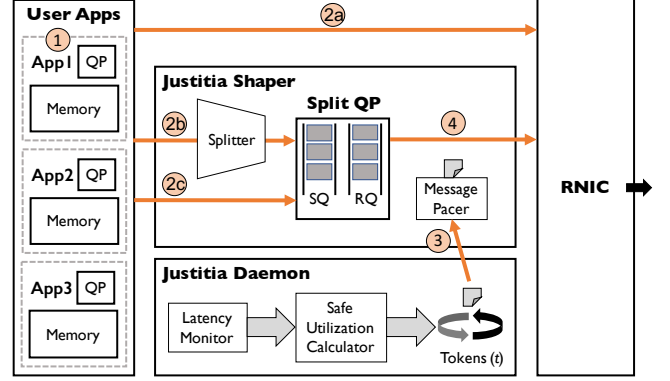 User Apps
1
App1
QP
Memory
App2
QP
Memory
App3
QP
Memory
2a
Justitia Shaper
2b
Splitter
2c
Split QP
SQ
RQ
4
Message
Pacer
3
Justitia Daemon
Latency
Monitor
Safe
Utilization
Calculator
Tokens (t)
RNIC